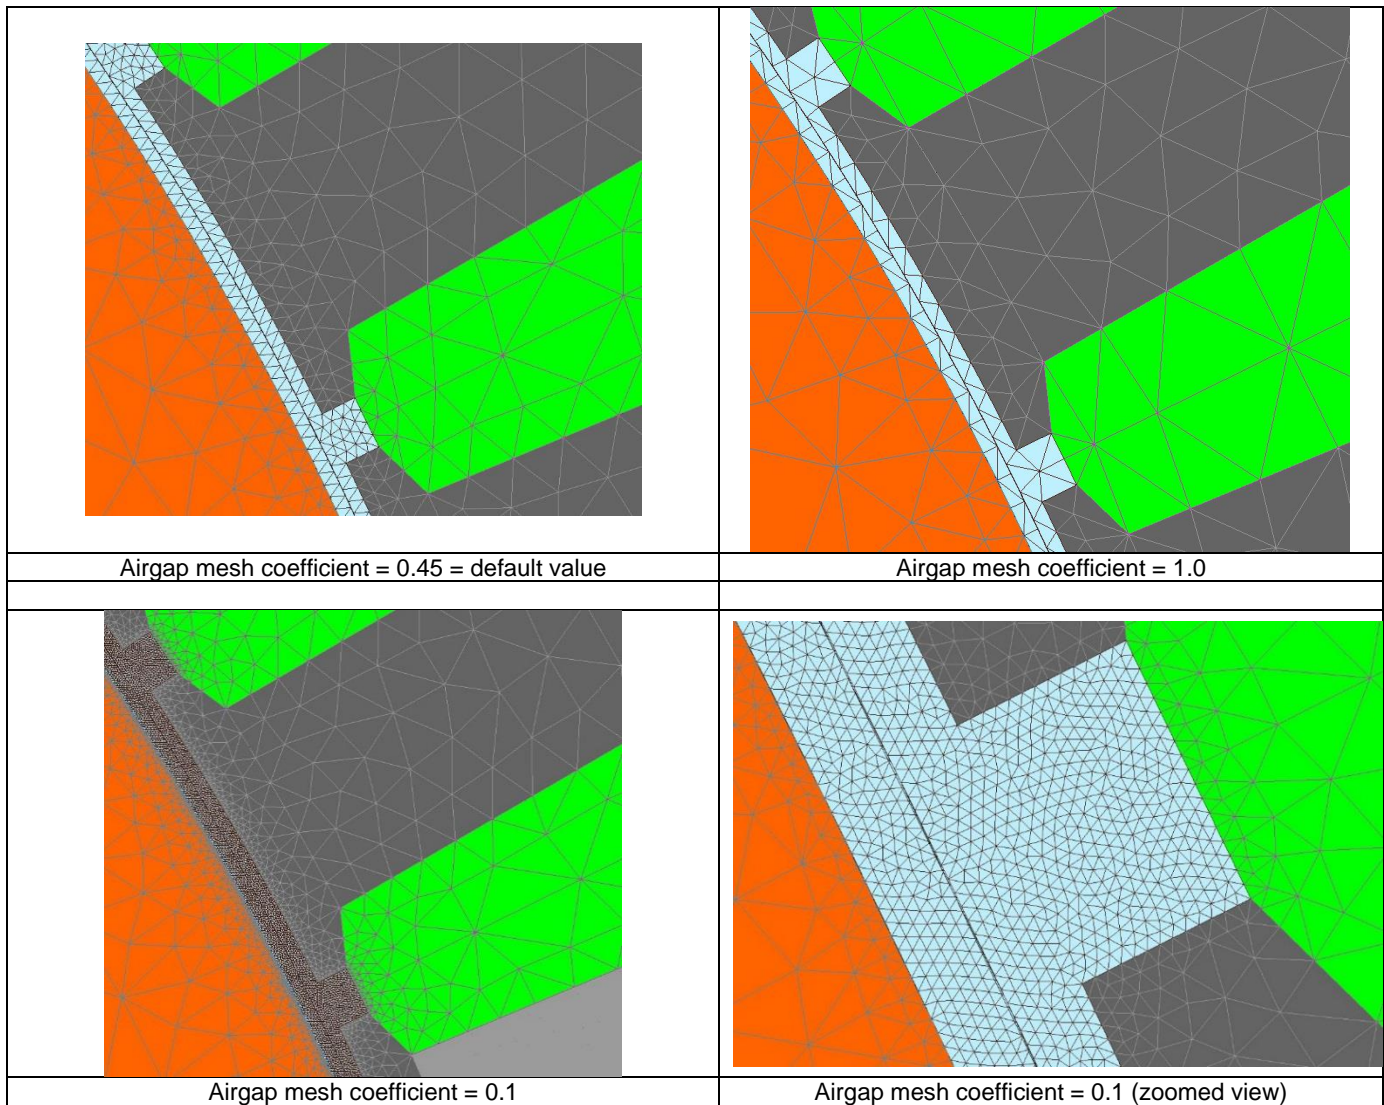 Airgap mesh coefficient = 0.45 = default value
Airgap mesh coefficient = 1.0
Airgap mesh coefficient = 0.1
Airgap mesh coefficient = 0.1 (zoomed view)